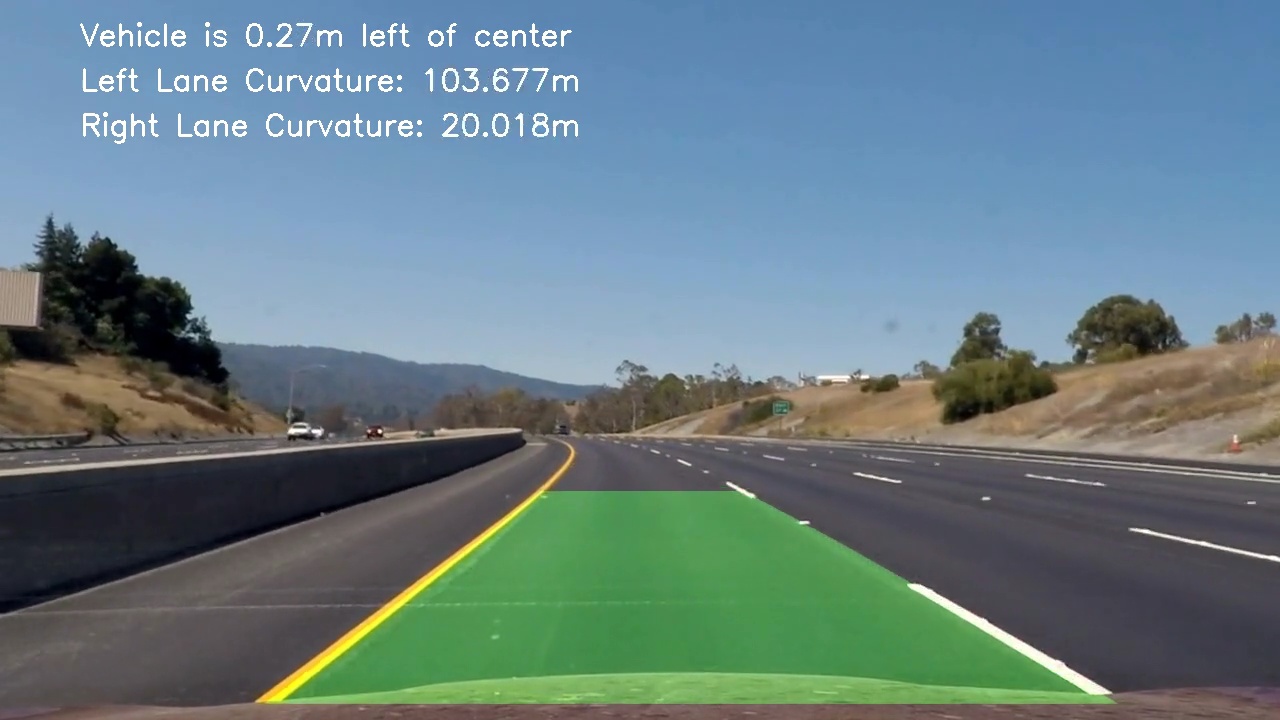 Vehicle is 0.27m left of center
Left Lane Curvature: 103.677m
Right Lane Curvature: 20.018m